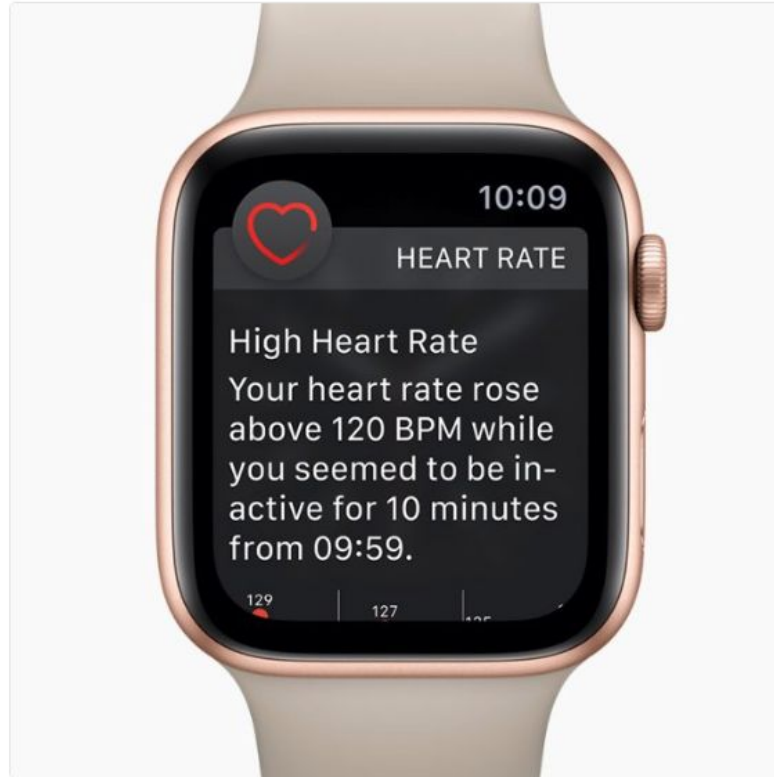 10:09
HEART RATE
High Heart Rate
Your heart rate rose
above 120 BPM while
you seemed to be in-
active for 10 minutes
from 09:59.
129
127